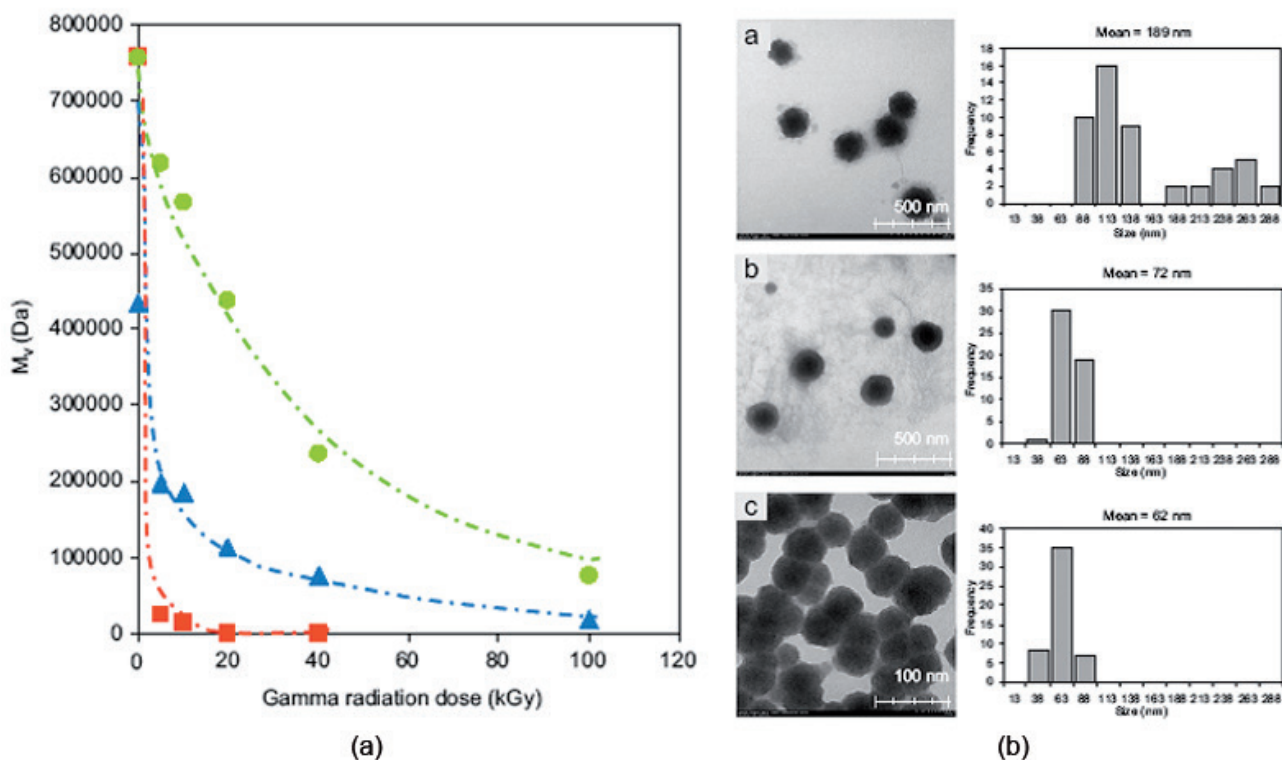 800000
700000
600000
500000
400000
300000
200000
100000
0
Mv (Da)
0 20 40 60 80 100 120
Gamma radiation dose (kGy)
(a)
a
500 nm
Mean = 189 nm
18
16
14
12
10
8
6
4
2
0
Frequency
13 38 63 88 113 138 163 188 213 238 263 288
Size (nm)
b
500 nm
Mean = 72 nm
35
30
25
20
15
10
5
0
Frequency
13 38 63 88 113 138 163 188 213 238 263 288
Size (nm)
c
100 nm
Mean = 62 nm
40
35
30
25
20
15
10
5
0
Frequency
13 38 63 88 113 138 163 188 213 238 263 288
Size (nm)
(b)